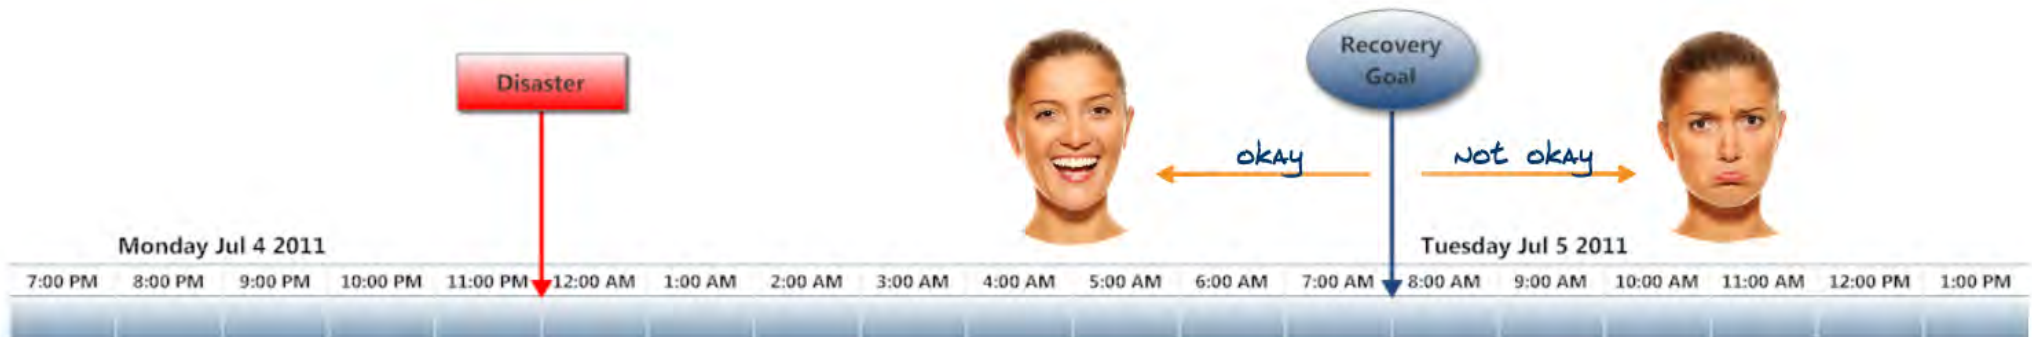 Disaster
Recovery
Goal
okay
Not okay
Monday Jul 4 2011
Tuesday Jul 5 2011
7:00 PM 8:00 PM 9:00 PM 10:00 PM 11:00 PM 12:00 AM 1:00 AM 2:00 AM 3:00 AM 4:00 AM 5:00 AM 6:00 AM 7:00 AM 8:00 AM 9:00 AM 10:00 AM 11:00 AM 12:00 PM 1:00 PM